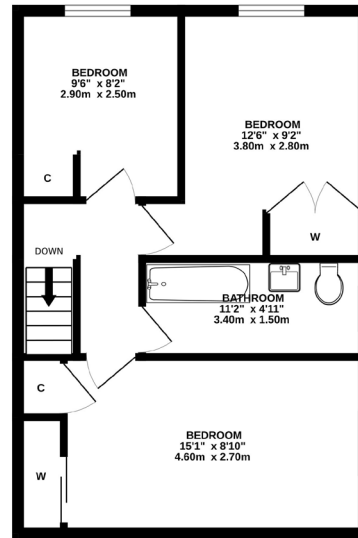 BEDROOM
9'6" x 8'2"
2.90m x 2.50m
BEDROOM
12'6" x 9'2"
3.80m x 2.80m
C
W
DOWN
BATHROOM
11'2" x 4'11"
3.40m x 1.50m
C
BEDROOM
15'1" x 8'10"
4.60m x 2.70m
W